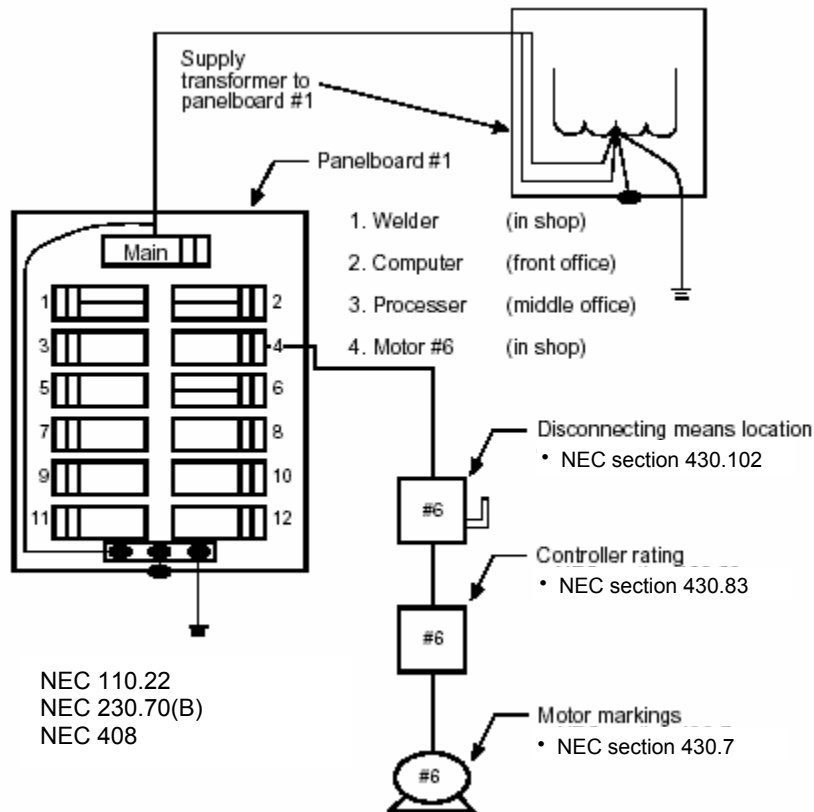 Supply
transformer to
panelboard #1
Panelboard #1
1. Welder (in shop)
2. Computer (front office)
3. Processer (middle office)
4. Motor #6 (in shop)
Main
1
2
3
4
5
6
7
8
9
10
11
12
Disconnecting means location
• NEC section 430.102
#6
Controller rating
• NEC section 430.83
#6
Motor markings
• NEC section 430.7
#6
NEC 110.22
NEC 230.70(B)
NEC 408